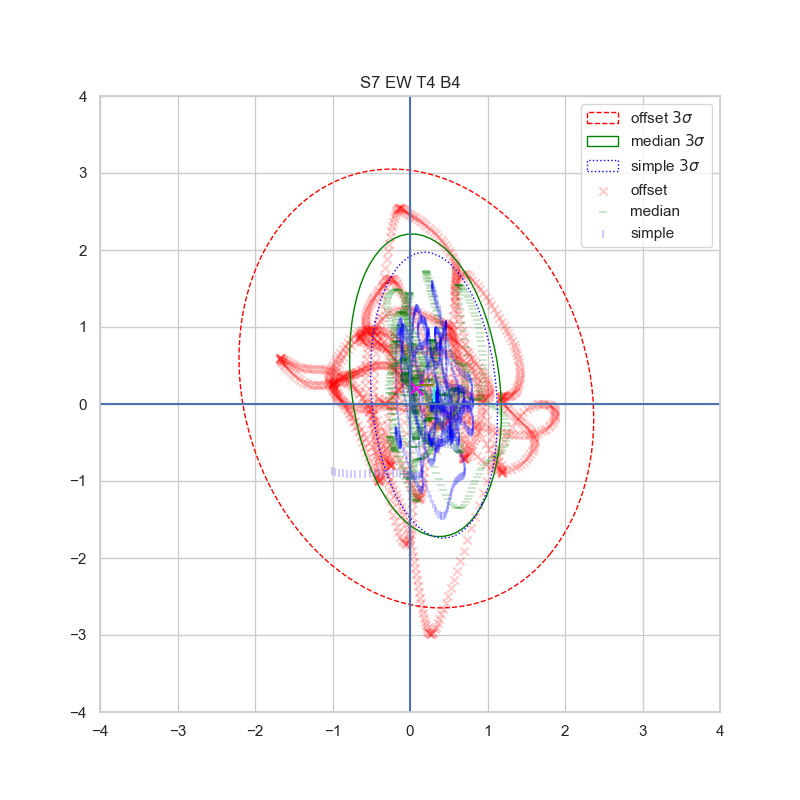 S7 EW T4 B4
offset 3σ
median 3σ
simple 3σ
offset
median
simple
4
3
2
1
0
−1
−2
−3
−4
−4 −3 −2 −1 0 1 2 3 4